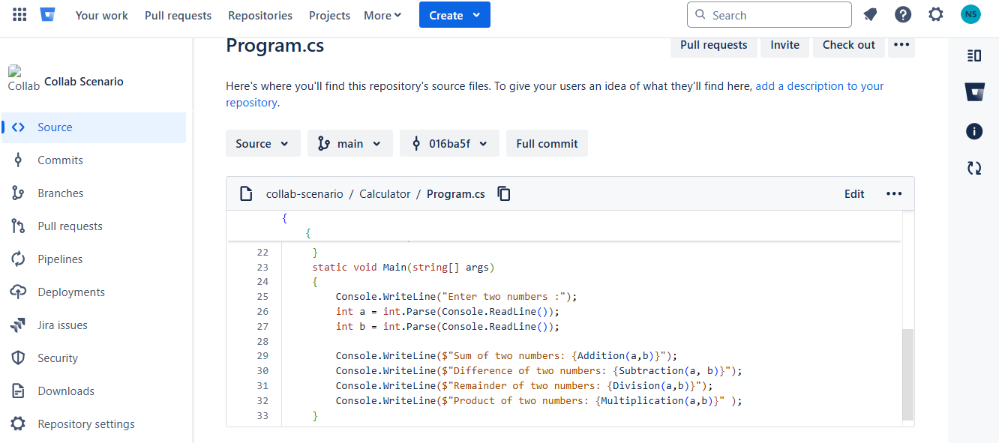 Your work Pull requests Repositories Projects More Create Search NS
Program.cs Pull requests Invite Check out
Collab Collab Scenario
Here's where you'll find this repository's source files. To give your users an idea of what they'll find here, add a description to your
repository.
Source
Commits
Branches
Pull requests
Pipelines
Deployments
Jira issues
Security
Downloads
Repository settings
Source main 016ba5f Full commit
collab-scenario / Calculator / Program.cs Edit
{
{
22 }
23 static void Main(string[] args)
24 {
25 Console.WriteLine("Enter two numbers :");
26 int a = int.Parse(Console.ReadLine());
27 int b = int.Parse(Console.ReadLine());
28
29 Console.WriteLine($"Sum of two numbers: {Addition(a,b)}");
30 Console.WriteLine($"Difference of two numbers: {Subtraction(a, b)}");
31 Console.WriteLine($"Remainder of two numbers: {Division(a,b)}");
32 Console.WriteLine($"Product of two numbers: {Multiplication(a,b)}" );
33 }